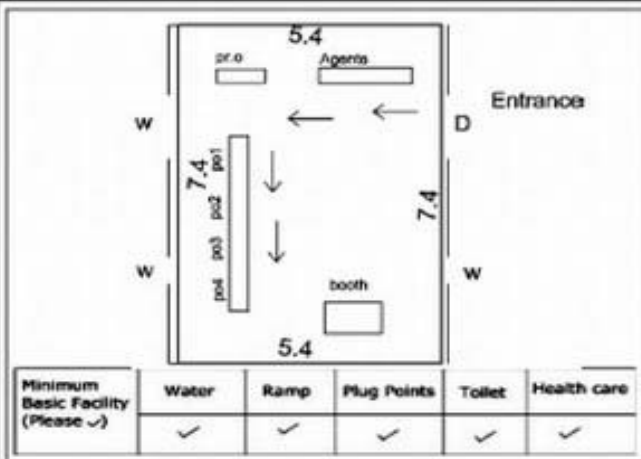 5.4
pr.o
Agents
Entrance
W
D
7.4
po1
po2
po3
po4
7.4
W
W
booth
5.4
Minimum Basic Facility (Please ✓)
Water
Ramp
Plug Points
Toilet
Health care
✓ ✓ ✓ ✓ ✓